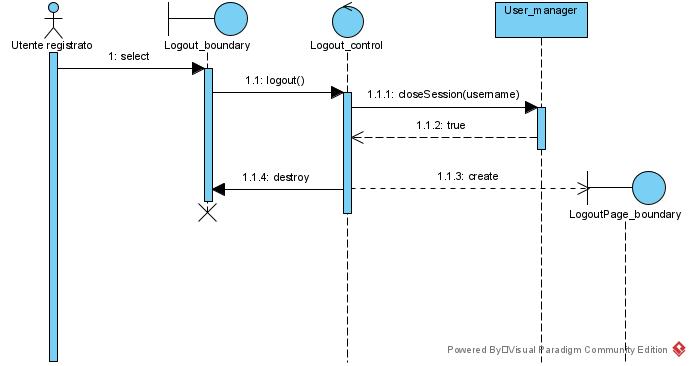 Utente registrato
Logout_boundary
Logout_control
User_manager
1: select
1.1: logout()
1.1.1: closeSession(username)
1.1.2: true
1.1.4: destroy
1.1.3: create
LogoutPage_boundary
Powered By□Visual Paradigm Community Edition